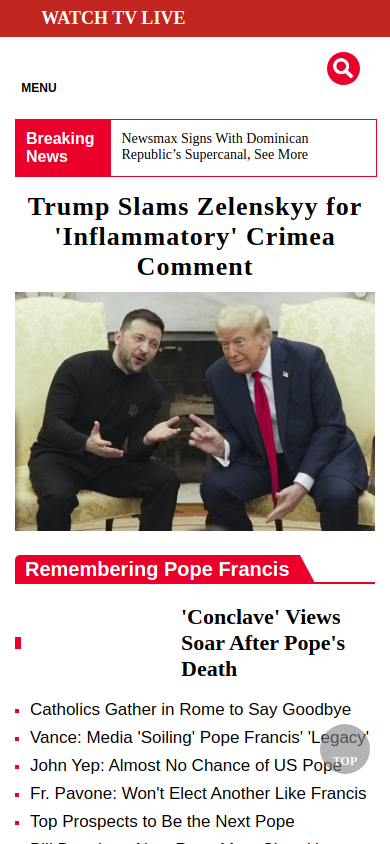 WATCH TV LIVE
MENU
Breaking
News
Newsmax Signs With Dominican
Republic’s Supercanal, See More
Trump Slams Zelenskyy for
'Inflammatory' Crimea
Comment
Remembering Pope Francis
'Conclave' Views
Soar After Pope's
Death
Catholics Gather in Rome to Say Goodbye
Vance: Media 'Soiling' Pope Francis' 'Legacy'
John Yep: Almost No Chance of US Pope
TOP
Fr. Pavone: Won't Elect Another Like Francis
Top Prospects to Be the Next Pope